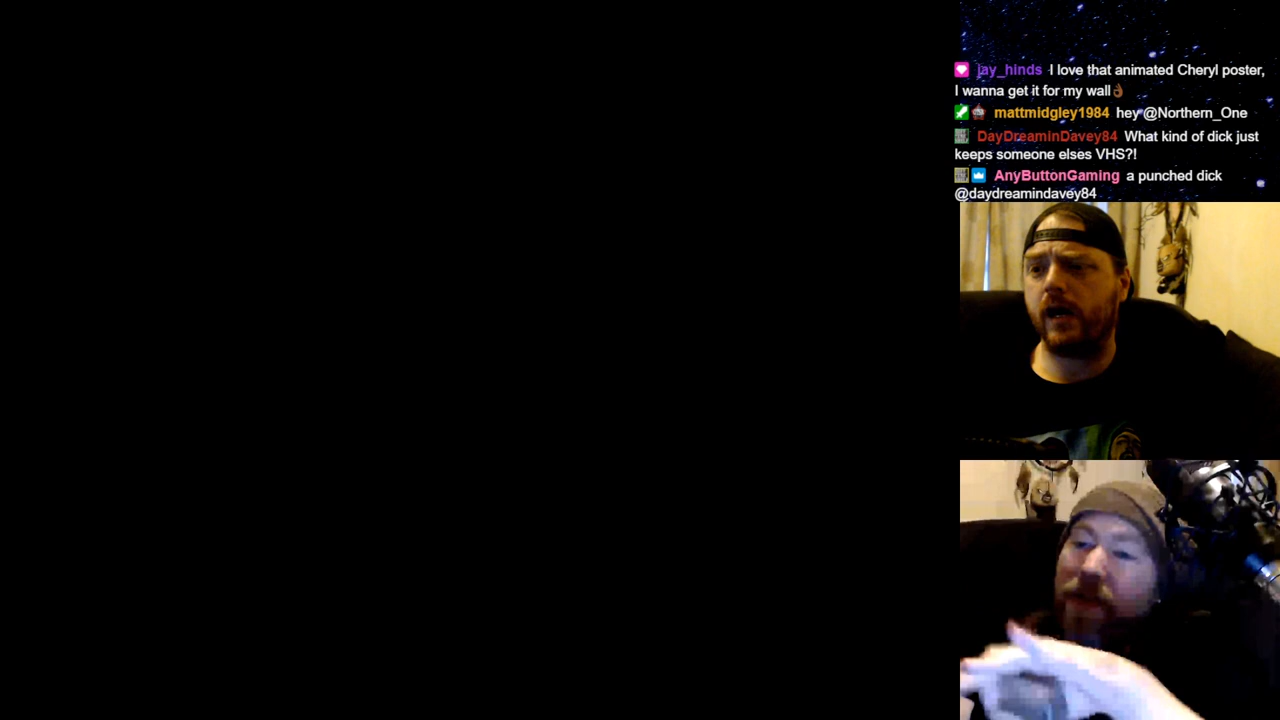 jay_hinds I love that animated Cheryl poster,
I wanna get it for my wall👌🏾
mattmidgley1984 hey @Northern_One
DayDreaminDavey84 What kind of dick just
keeps someone elses VHS?!
AnyButtonGaming a punched dick
@daydreamindavey84